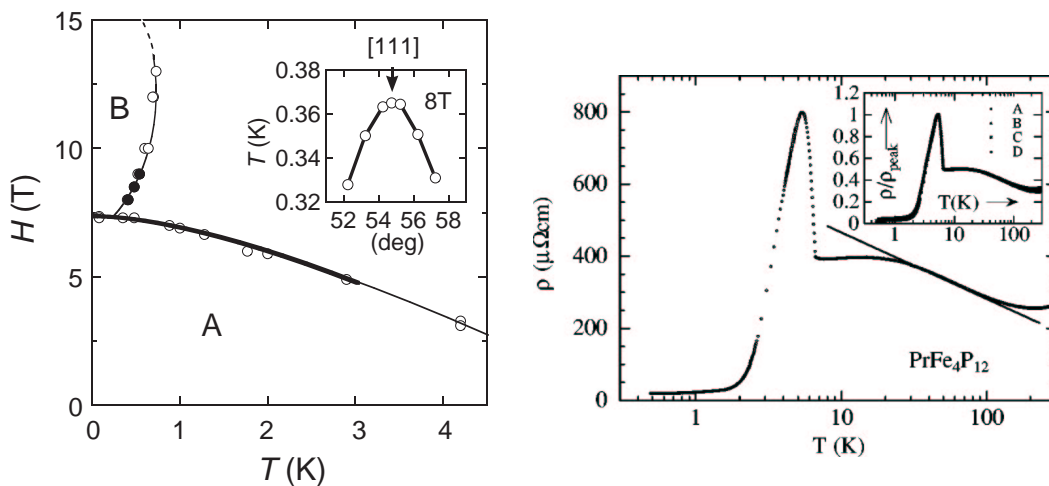 15
10
5
0
H (T)
0
1
2
3
4
T (K)
B
A
[111]
8T
0.38
0.36
0.34
0.32
T (K)
52
54
56
58
(deg)
800
600
400
200
0
ρ (μΩcm)
1
10
100
T (K)
PrFe₄P₁₂
1.2
1
0.8
0.6
0.4
0.2
0
ρ/ρpeak
A
B
C
D
T(K)
1
10
100